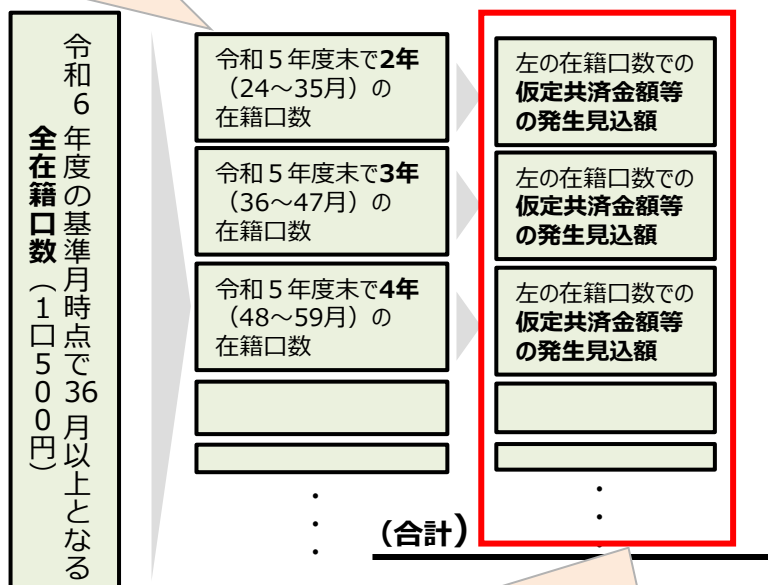 令和６年度の基準月時点で36月以上となる
全在籍口数（１口５００円）
令和５年度末で2年
（24～35月）の
在籍口数
左の在籍口数での
仮定共済金額等
の発生見込額
令和５年度末で3年
（36～47月）の
在籍口数
左の在籍口数での
仮定共済金額等
の発生見込額
令和５年度末で4年
（48～59月）の
在籍口数
左の在籍口数での
仮定共済金額等
の発生見込額
・
・
・
・
・
・
（合計）